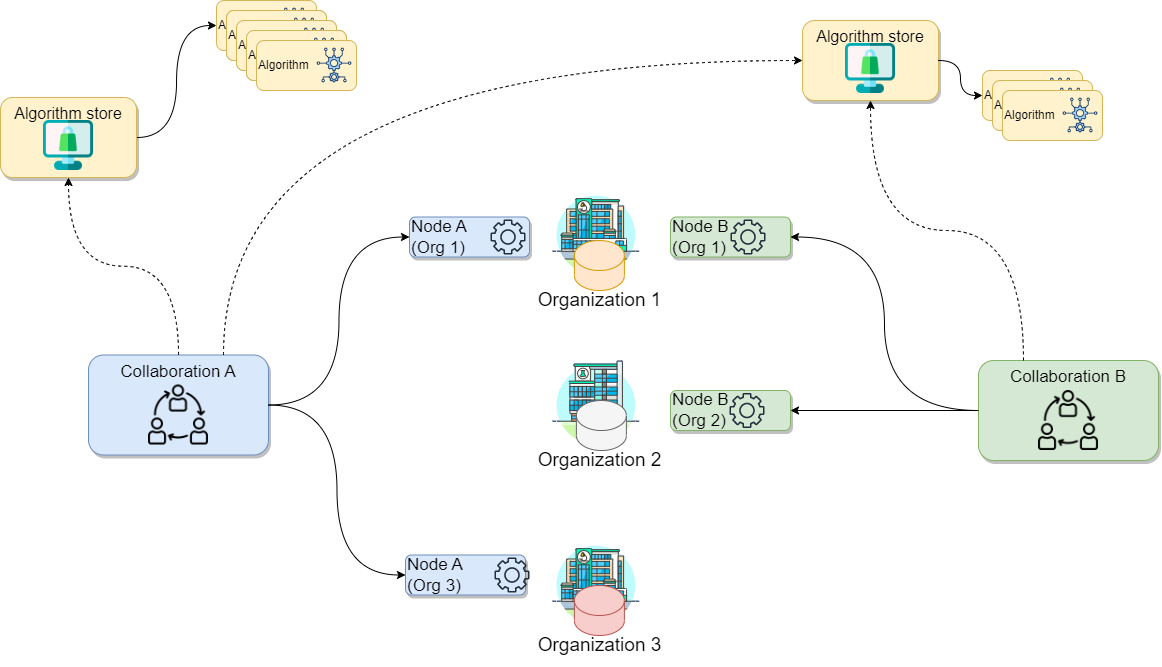 A
A
A
A
Algorithm
Algorithm store
A
A
Algorithm
Algorithm store
Node A
(Org 1)
Node B
(Org 1)
Organization 1
Collaboration A
Collaboration B
Node B
(Org 2)
Organization 2
Node A
(Org 3)
Organization 3